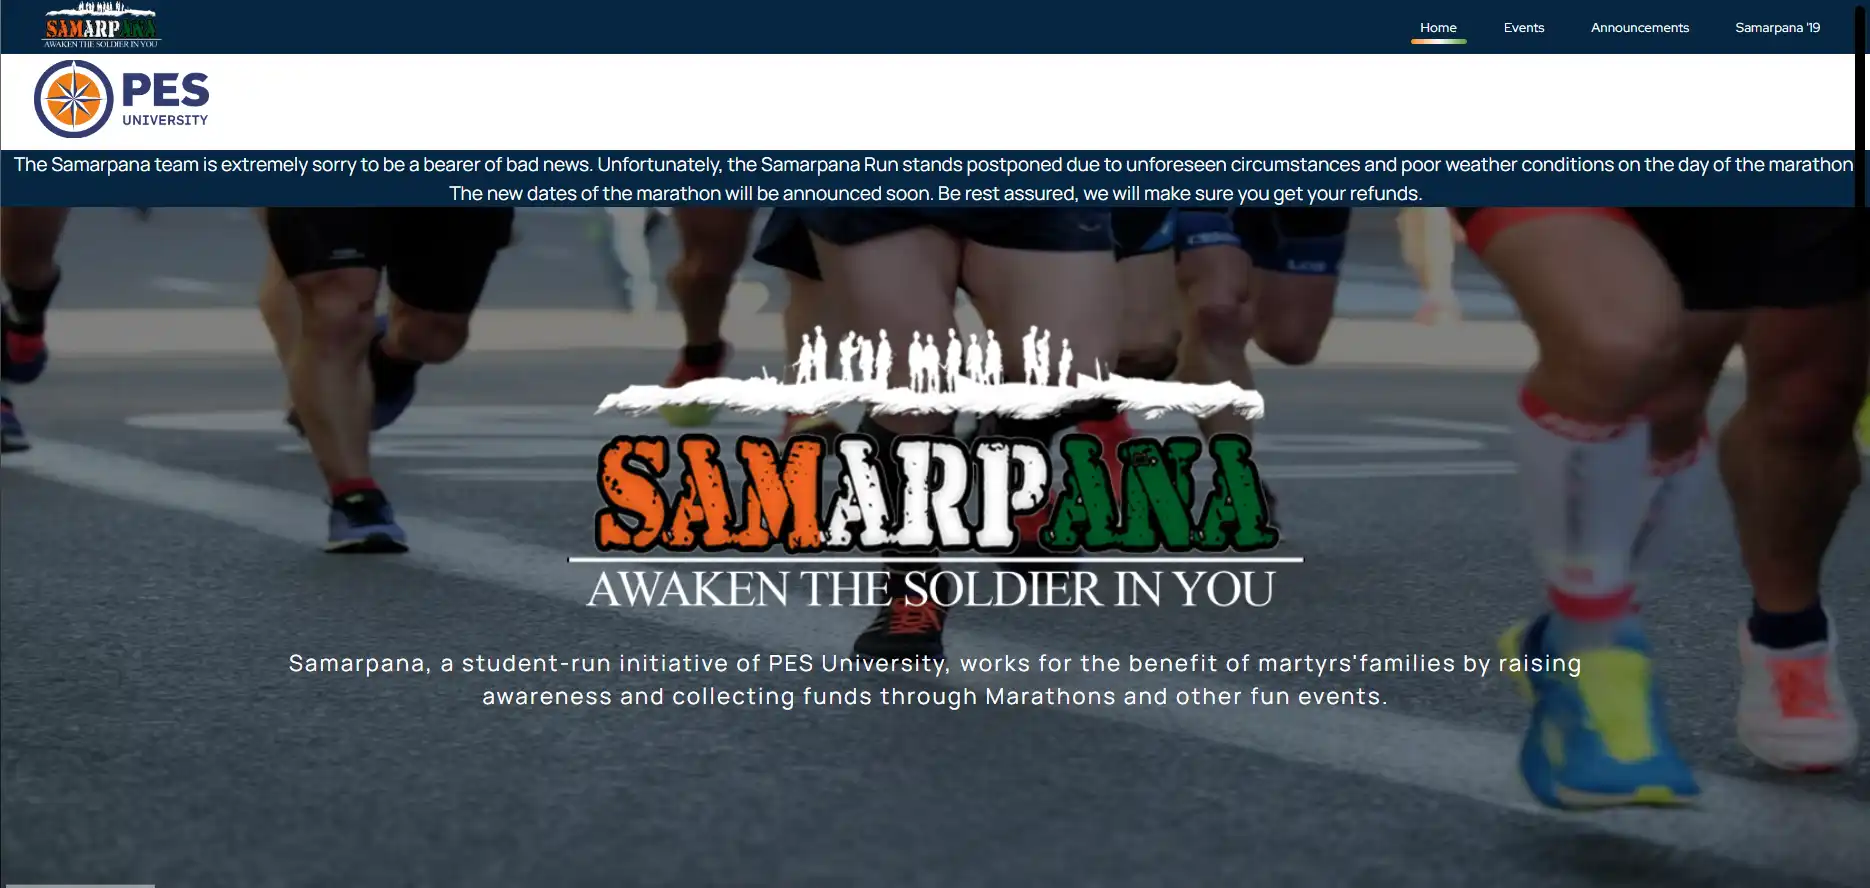 SAMARPANA
AWAKEN THE SOLDIER IN YOU
Home Events Announcements Samarpana '19
PES
UNIVERSITY
The Samarpana team is extremely sorry to be a bearer of bad news. Unfortunately, the Samarpana Run stands postponed due to unforeseen circumstances and poor weather conditions on the day of the marathon
The new dates of the marathon will be announced soon. Be rest assured, we will make sure you get your refunds.
SAMARPANA
AWAKEN THE SOLDIER IN YOU
Samarpana, a student-run initiative of PES University, works for the benefit of martyrs'families by raising
awareness and collecting funds through Marathons and other fun events.